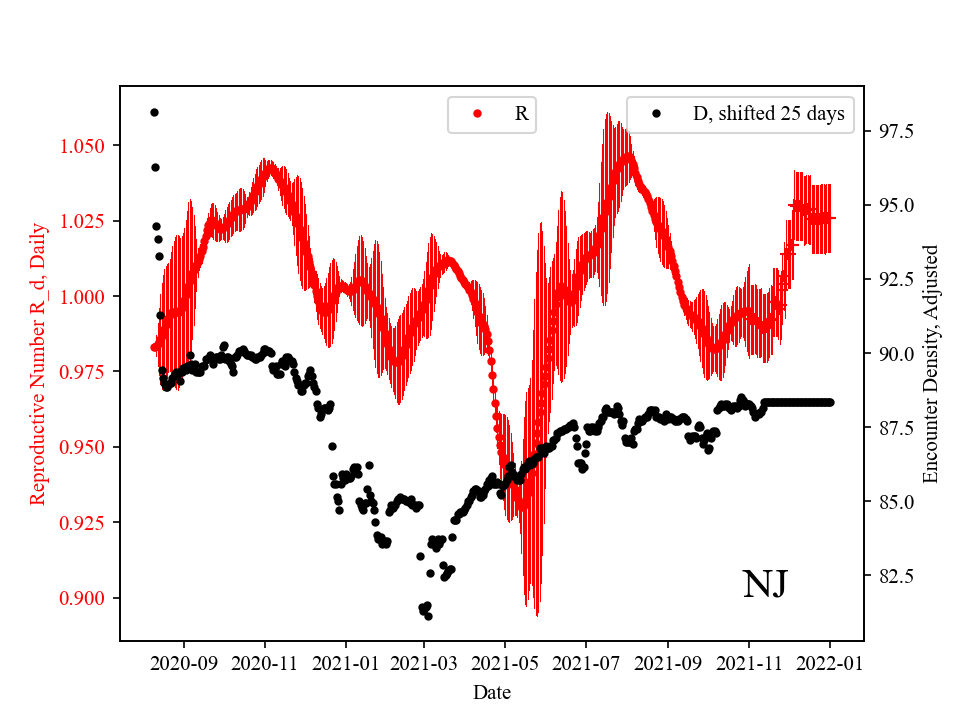 R
D, shifted 25 days
Reproductive Number R_d, Daily
1.050
1.025
1.000
0.975
0.950
0.925
0.900
97.5
95.0
92.5
90.0
87.5
85.0
82.5
Encounter Density, Adjusted
NJ
2020-09 2020-11 2021-01 2021-03 2021-05 2021-07 2021-09 2021-11 2022-01
Date